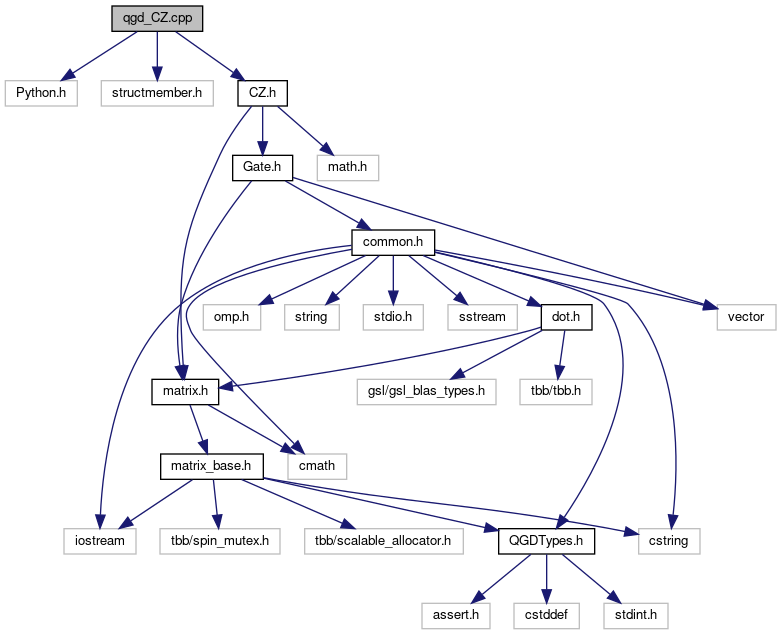 qgd_CZ.cpp
Python.h
structmember.h
CZ.h
Gate.h
math.h
common.h
omp.h
string
stdio.h
sstream
dot.h
vector
matrix.h
gsl/gsl_blas_types.h
tbb/tbb.h
matrix_base.h
cmath
iostream
tbb/spin_mutex.h
tbb/scalable_allocator.h
QGDTypes.h
cstring
assert.h
cstddef
stdint.h